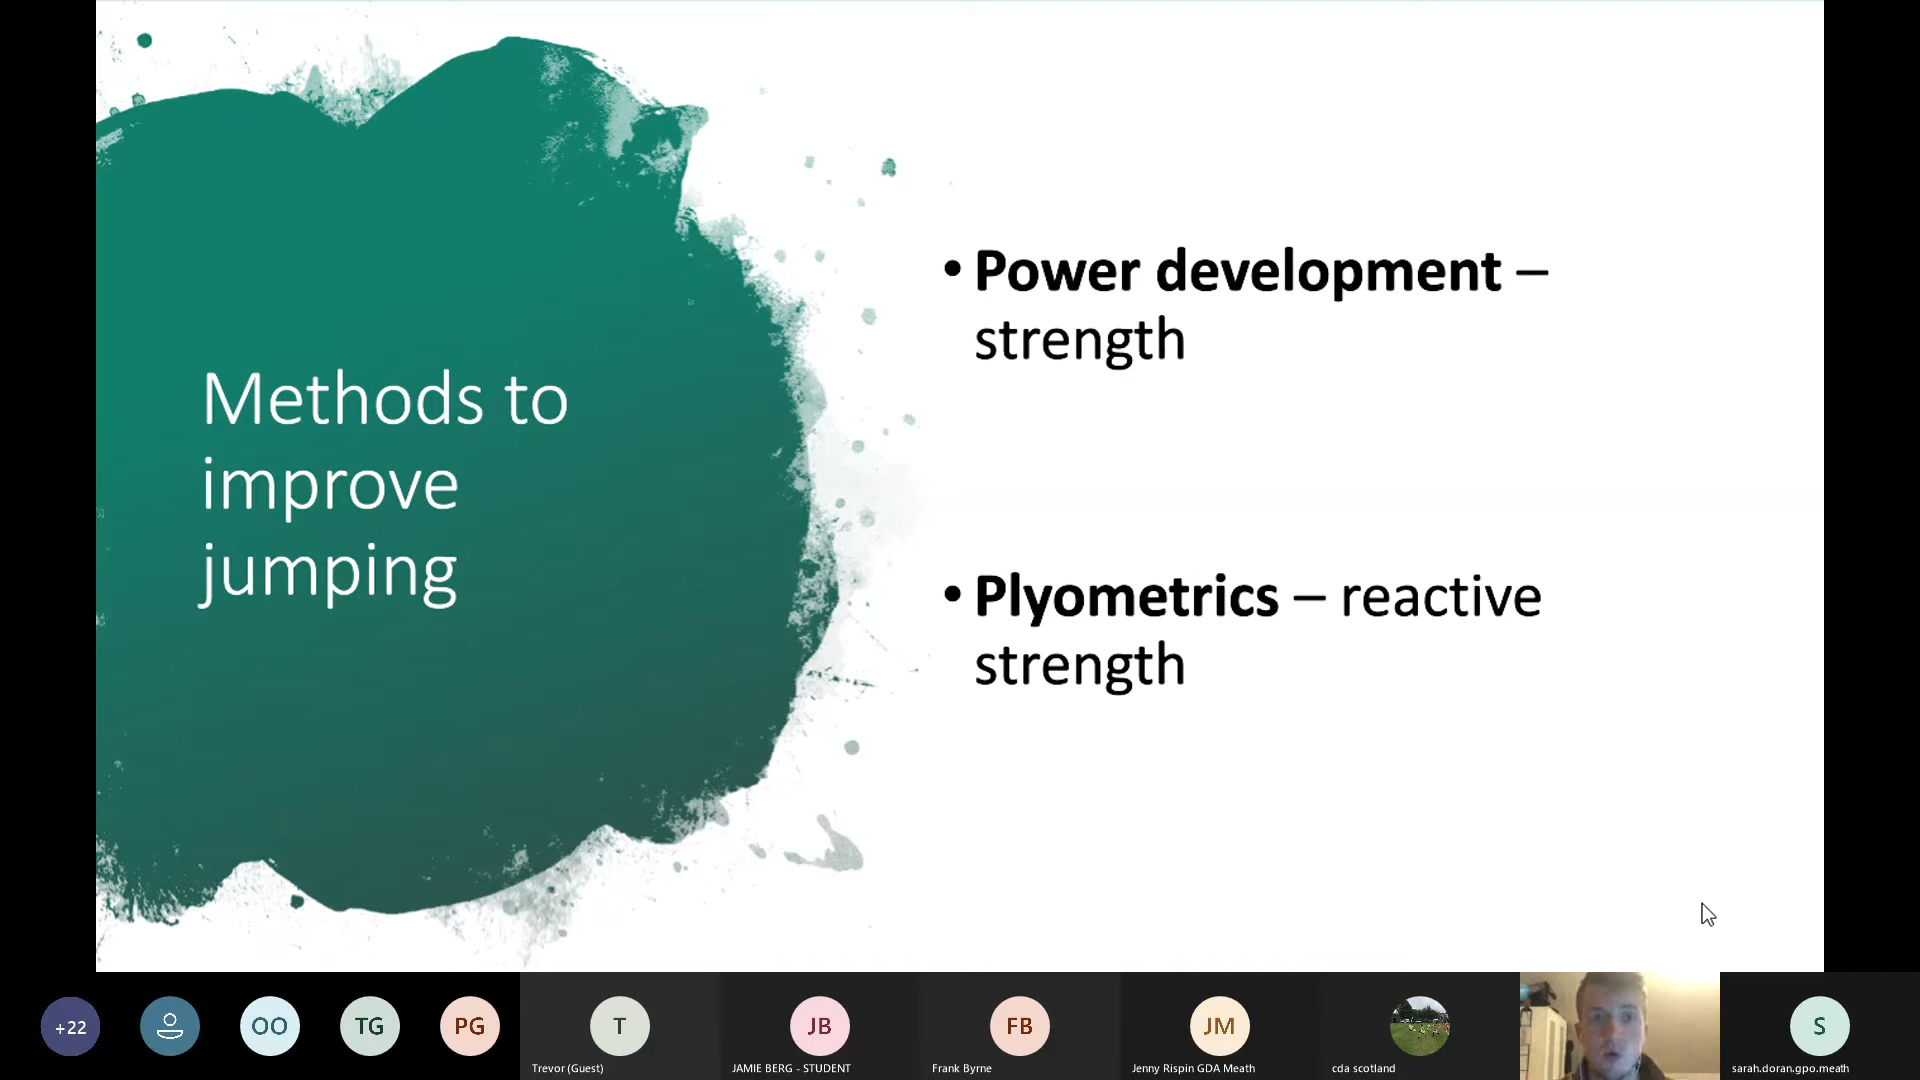 Methods to
improve
jumping
• Power development –
strength
• Plyometrics – reactive
strength
+22
OO
TG
PG
T
Trevor (Guest)
JB
JAMIE BERG - STUDENT
FB
Frank Byrne
JM
Jenny Rispin GDA Meath
cda scotland
S
sarah.doran.gpo.meath